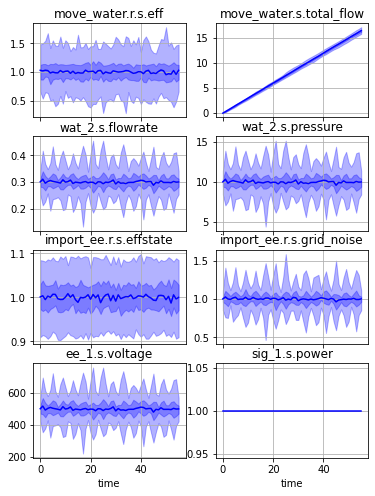 move_water.r.s.eff
move_water.s.total_flow
1.5
1.0
0.5
15
10
5
0
wat_2.s.flowrate
wat_2.s.pressure
0.4
0.3
0.2
15
10
5
import_ee.r.s.effstate
import_ee.r.s.grid_noise
1.1
1.0
0.9
1.5
1.0
0.5
ee_1.s.voltage
sig_1.s.power
600
400
200
1.05
1.00
0.95
0 20 40
0 20 40
time
time